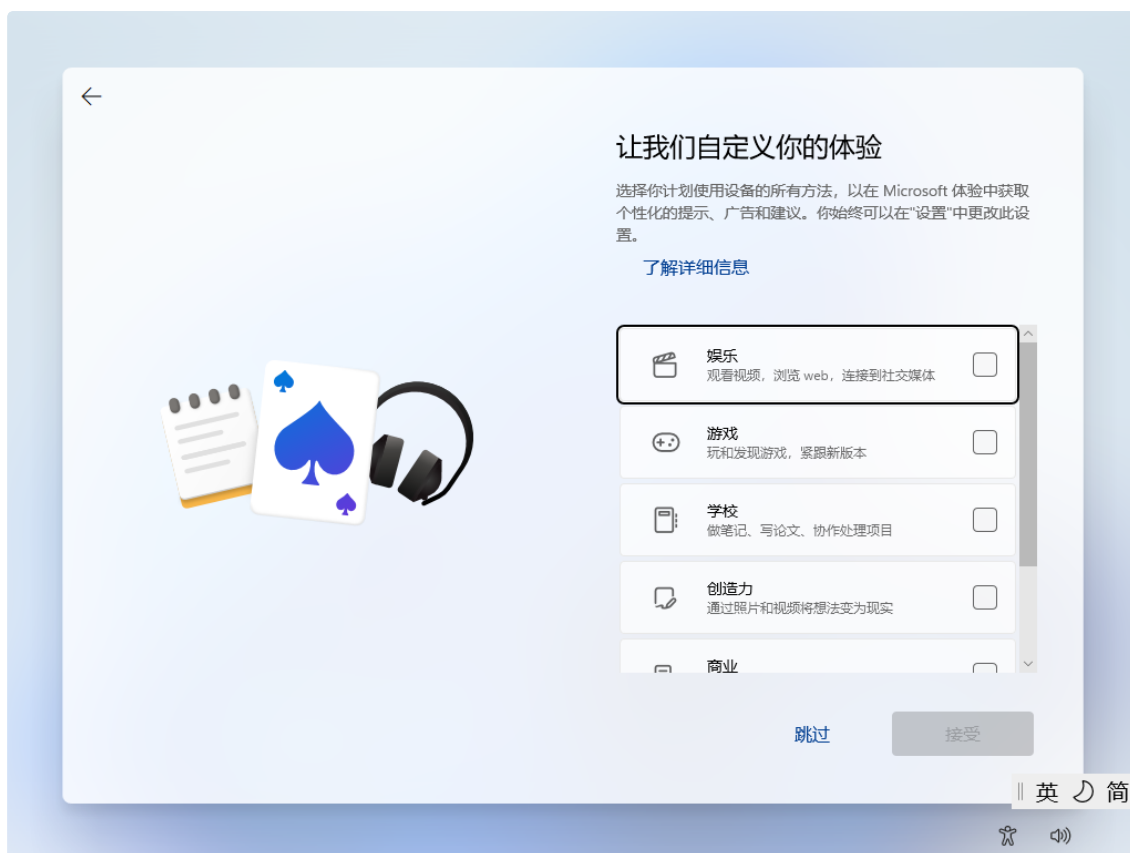 让我们自定义你的体验
选择你计划使用设备的所有方法，以在 Microsoft 体验中获取
个性化的提示、广告和建议。你始终可以在"设置"中更改此设
置。
了解详细信息
娱乐
观看视频，浏览 web，连接到社交媒体
游戏
玩和发现游戏，紧跟新版本
学校
做笔记、写论文、协作处理项目
创造力
通过照片和视频将想法变为现实
商业
跳过
接受
英 简